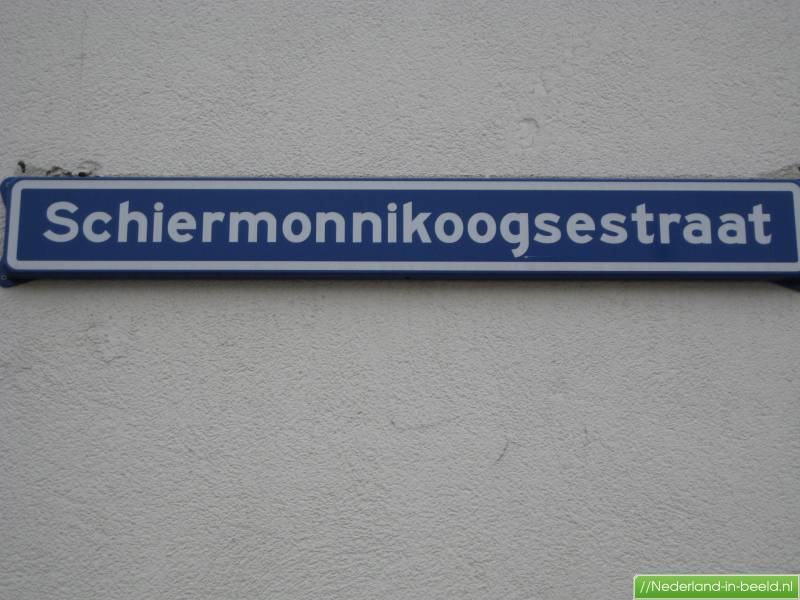 Schiermonnikoogsestraat
//Nederland-in-beeld.nl